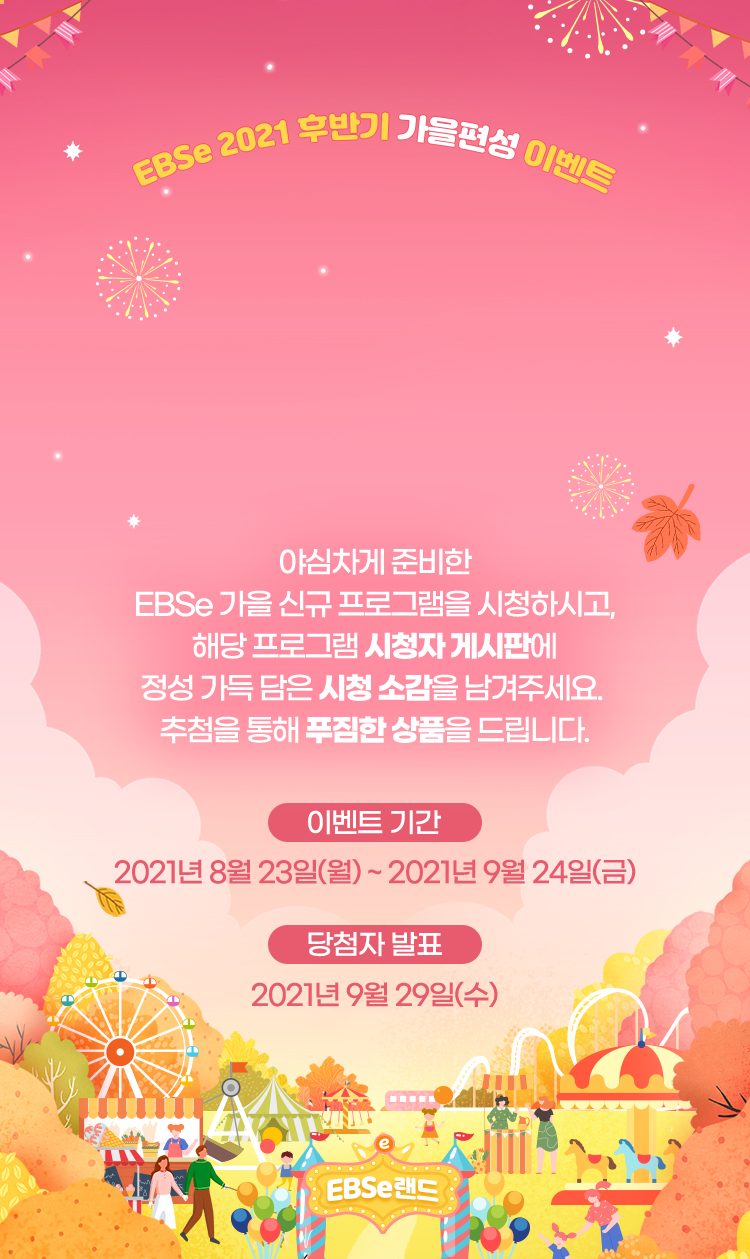 EBSe 2021 후반기 가을편성 이벤트
야심차게 준비한
EBSe 가을 신규 프로그램을 시청하시고,
해당 프로그램 시청자 게시판에
정성 가득 담은 시청 소감을 남겨주세요.
추첨을 통해 푸짐한 상품을 드립니다.
이벤트 기간
2021년 8월 23일(월) ~ 2021년 9월 24일(금)
당첨자 발표
2021년 9월 29일(수)
e
EBSe랜드